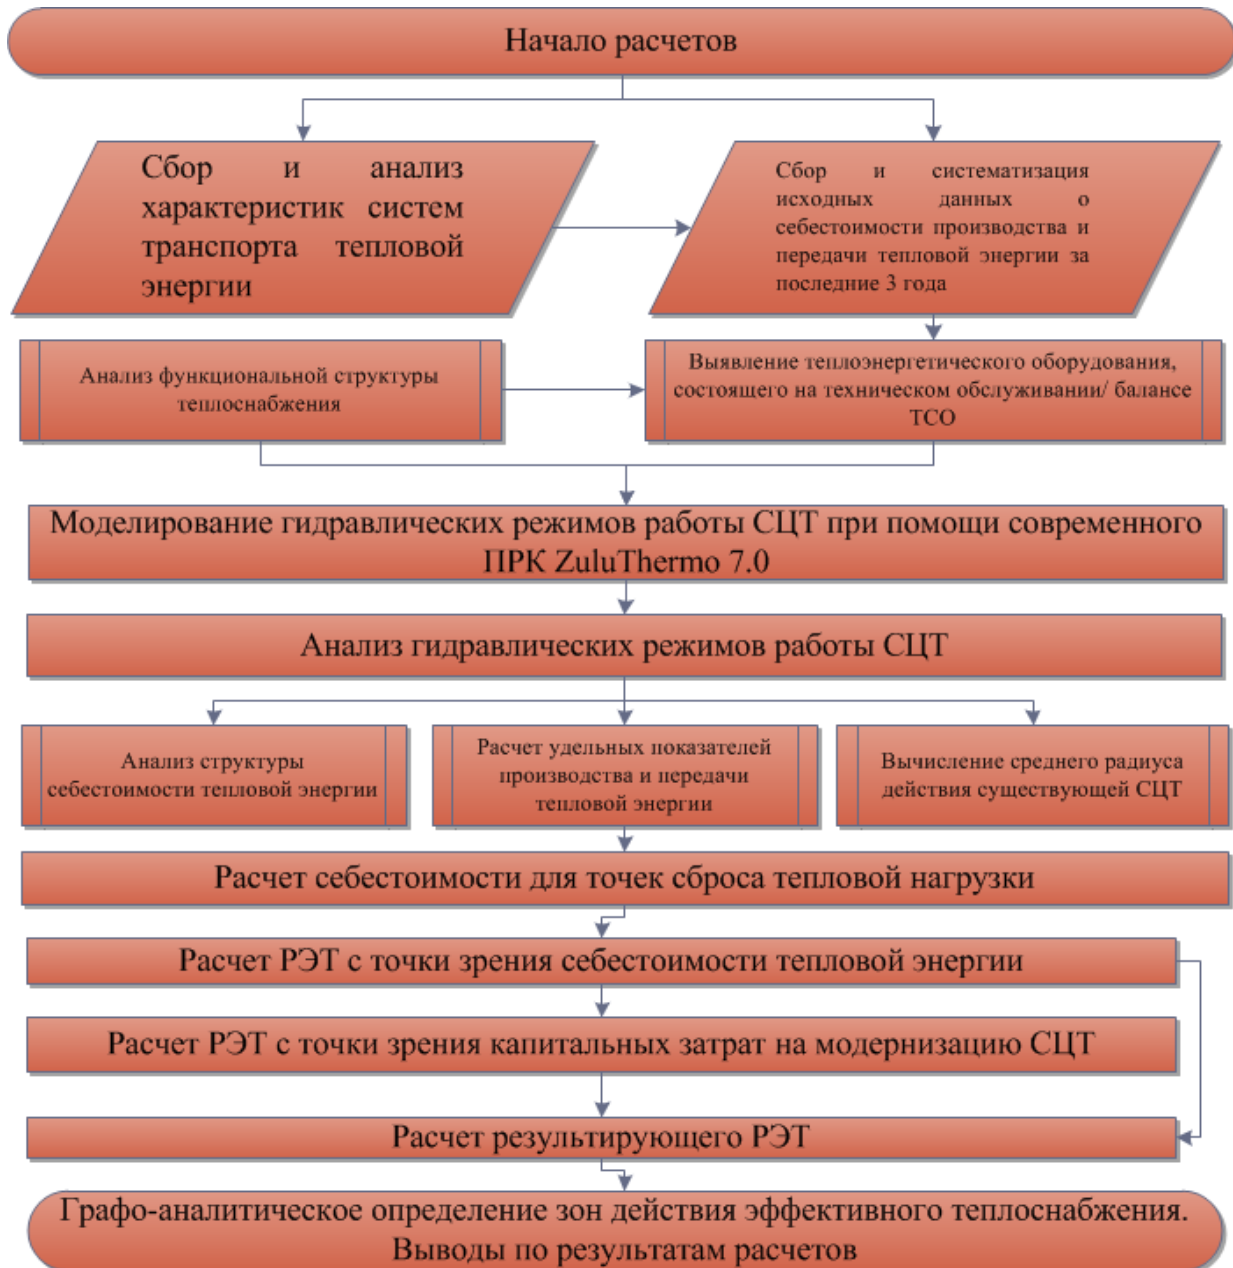 Начало расчетов
Сбор и анализ
характеристик систем
транспорта тепловой
энергии
Сбор и систематизация
исходных данных о
себестоимости производства и
передачи тепловой энергии за
последние 3 года
Анализ функциональной структуры
теплоснабжения
Выявление теплоэнергетического оборудования,
состоящего на техническом обслуживании/ балансе
ТСО
Моделирование гидравлических режимов работы СЦТ при помощи современного
ПРК ZuluThermo 7.0
Анализ гидравлических режимов работы СЦТ
Анализ структуры
себестоимости тепловой энергии
Расчет удельных показателей
производства и передачи
тепловой энергии
Вычисление среднего радиуса
действия существующей СЦТ
Расчет себестоимости для точек сброса тепловой нагрузки
Расчет РЭТ с точки зрения себестоимости тепловой энергии
Расчет РЭТ с точки зрения капитальных затрат на модернизацию СЦТ
Расчет результирующего РЭТ
Графо-аналитическое определение зон действия эффективного теплоснабжения.
Выводы по результатам расчетов